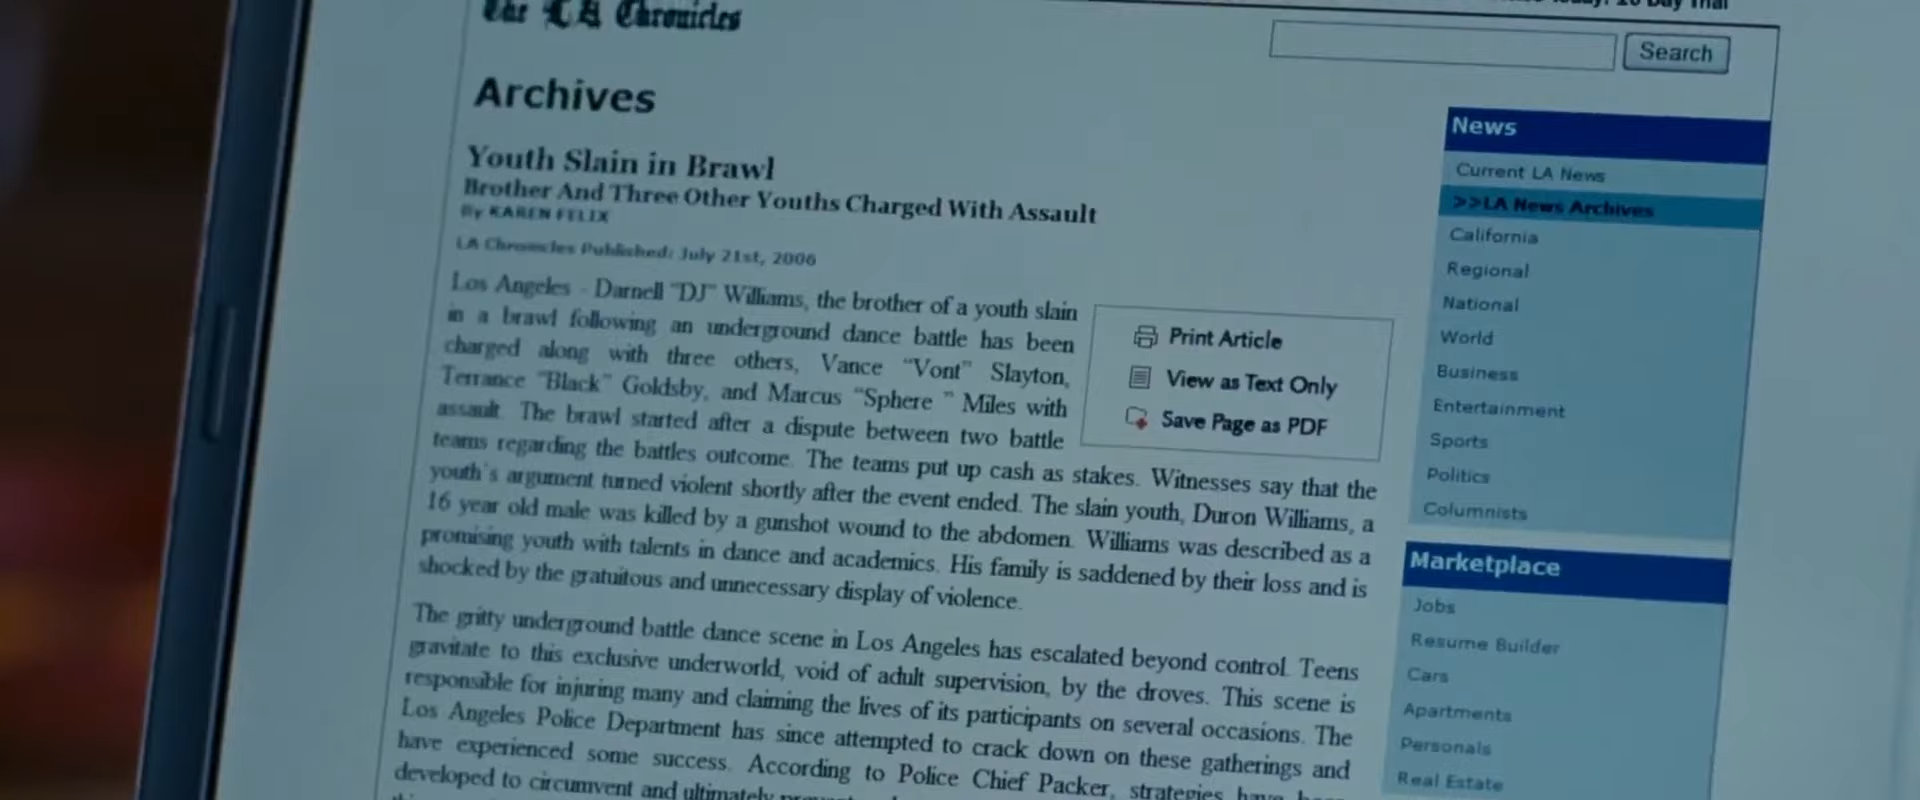 The LA Chronicles
Day Trial
Search
Archives
Youth Slain in Brawl
Brother And Three Other Youths Charged With Assault
By KAREN FELIX
LA Chronicles Published: July 21st, 2006
Los Angeles - Darnell "DJ" Williams, the brother of a youth slain
in a brawl following an underground dance battle has been
charged along with three others, Vance "Vont" Slayton,
Terrance "Black" Goldsby, and Marcus "Sphere " Miles with
assault. The brawl started after a dispute between two battle
teams regarding the battles outcome. The teams put up cash as stakes. Witnesses say that the
youth's argument turned violent shortly after the event ended. The slain youth, Duron Williams, a
16 year old male was killed by a gunshot wound to the abdomen. Williams was described as a
promising youth with talents in dance and academics. His family is saddened by their loss and is
shocked by the gratuitous and unnecessary display of violence.
The gritty underground battle dance scene in Los Angeles has escalated beyond control. Teens
gravitate to this exclusive underworld, void of adult supervision, by the droves. This scene is
responsible for injuring many and claiming the lives of its participants on several occasions. The
Los Angeles Police Department has since attempted to crack down on these gatherings and
have experienced some success. According to Police Chief Packer, strategies have
developed to circumvent and ultimately
Print Article
View as Text Only
Save Page as PDF
News
Current LA News
>>LA News Archives
California
Regional
National
World
Business
Entertainment
Sports
Politics
Columnists
Marketplace
Jobs
Resume Builder
Cars
Apartments
Personals
Real Estate